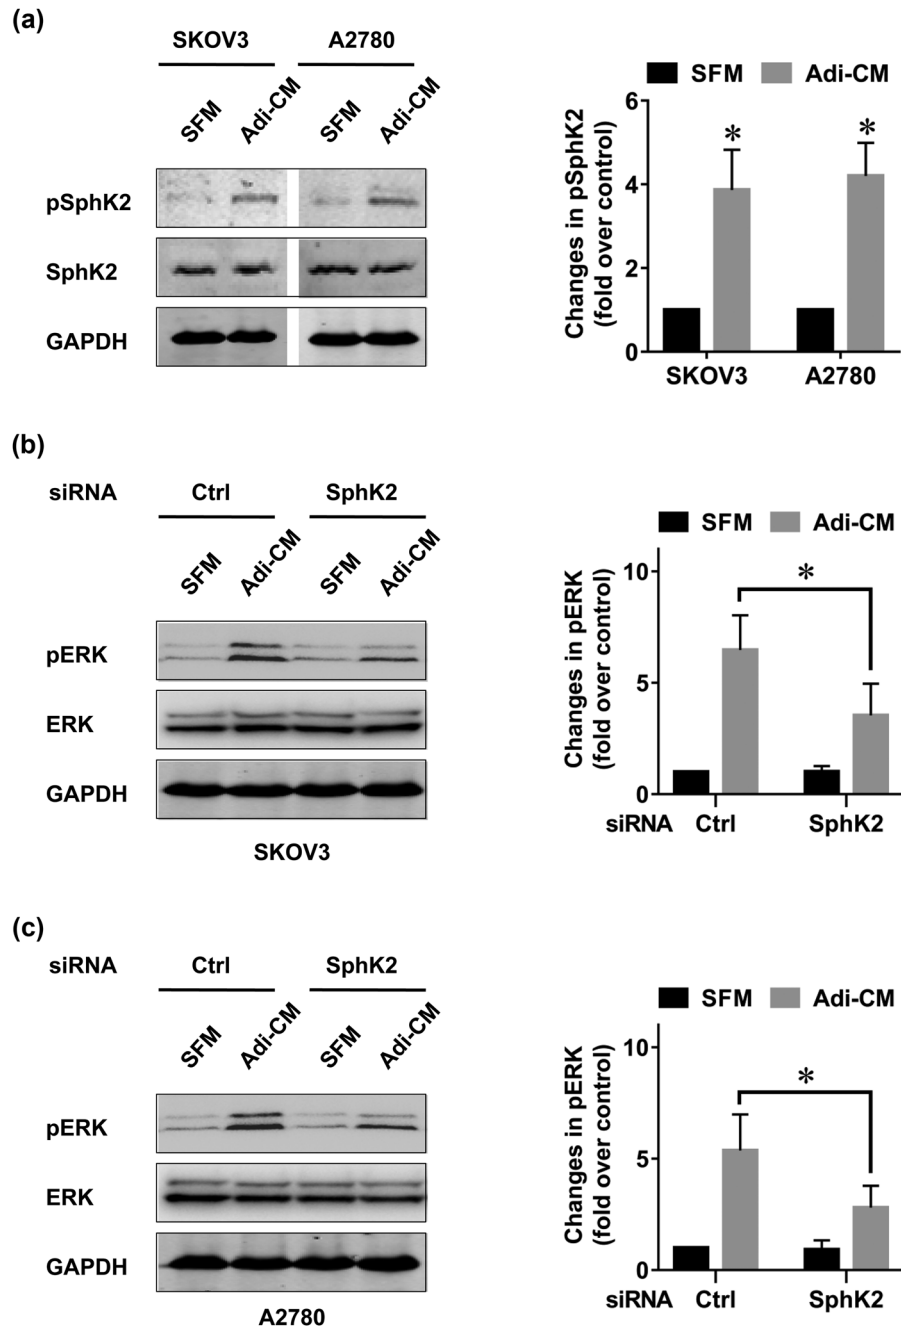 (a)
SKOV3 A2780
SFM Adi-CM SFM Adi-CM
pSphK2
SphK2
GAPDH
SFM Adi-CM
Changes in pSphK2
(fold over control)
6
4
2
0
* *
SKOV3 A2780
(b)
siRNA Ctrl SphK2
SFM Adi-CM SFM Adi-CM
pERK
ERK
GAPDH
SKOV3
SFM Adi-CM
Changes in pERK
(fold over control)
10
5
0
*
siRNA Ctrl SphK2
(c)
siRNA Ctrl SphK2
SFM Adi-CM SFM Adi-CM
pERK
ERK
GAPDH
A2780
SFM Adi-CM
Changes in pERK
(fold over control)
10
5
0
*
siRNA Ctrl SphK2